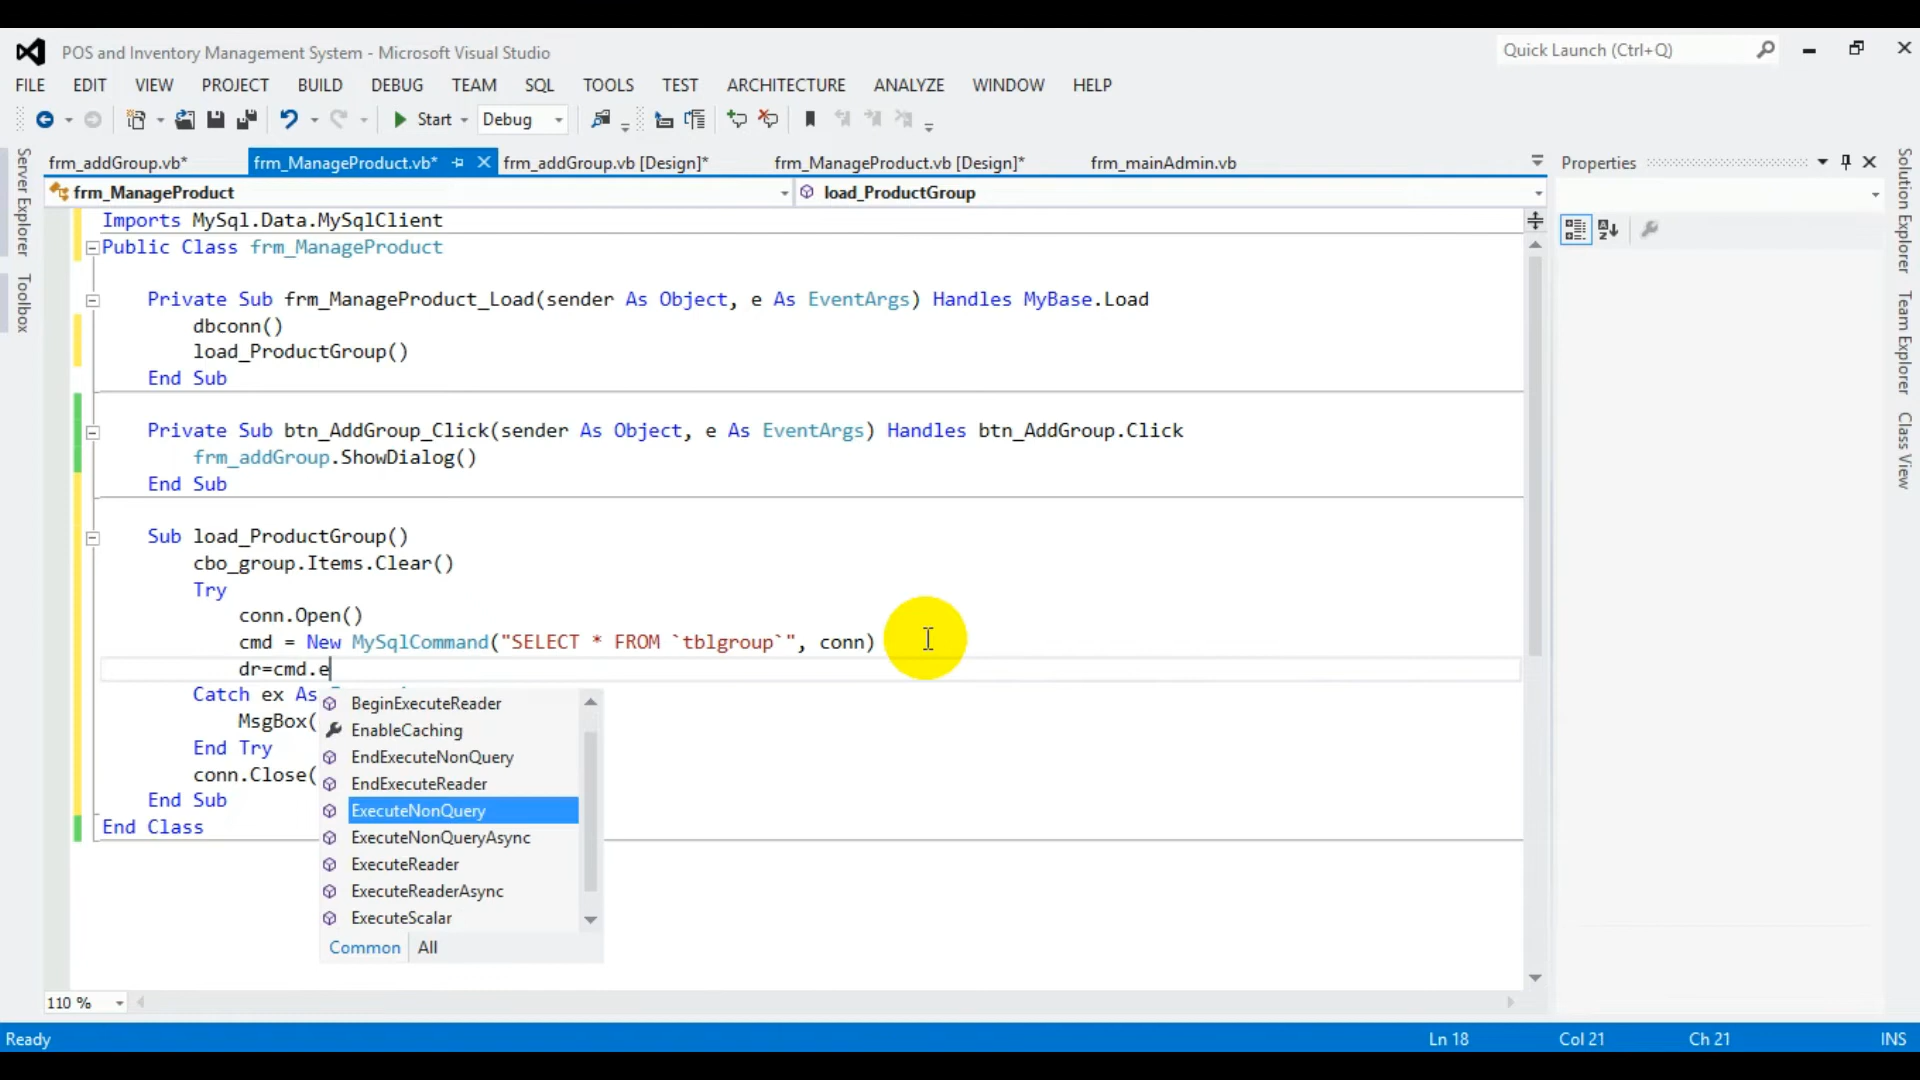 POS and Inventory Management System - Microsoft Visual Studio
Quick Launch (Ctrl+Q)
FILE EDIT VIEW PROJECT BUILD DEBUG TEAM SQL TOOLS TEST ARCHITECTURE ANALYZE WINDOW HELP
Start Debug
frm_addGroup.vb* frm_ManageProduct.vb* frm_addGroup.vb [Design]* frm_ManageProduct.vb [Design]* frm_mainAdmin.vb
frm_ManageProduct load_ProductGroup
Imports MySql.Data.MySqlClient
Public Class frm_ManageProduct
Private Sub frm_ManageProduct_Load(sender As Object, e As EventArgs) Handles MyBase.Load
dbconn()
load_ProductGroup()
End Sub
Private Sub btn_AddGroup_Click(sender As Object, e As EventArgs) Handles btn_AddGroup.Click
frm_addGroup.ShowDialog()
End Sub
Sub load_ProductGroup()
cbo_group.Items.Clear()
Try
conn.Open()
cmd = New MySqlCommand("SELECT * FROM `tblgroup`", conn)
dr=cmd.e
Catch ex As
MsgBox(
End Try
conn.Close(
End Sub
End Class
BeginExecuteReader
EnableCaching
EndExecuteNonQuery
EndExecuteReader
ExecuteNonQuery
ExecuteNonQueryAsync
ExecuteReader
ExecuteReaderAsync
ExecuteScalar
Common All
110 %
Properties
Server Explorer
Toolbox
Solution Explorer
Team Explorer
Class View
Ready Ln 18 Col 21 Ch 21 INS